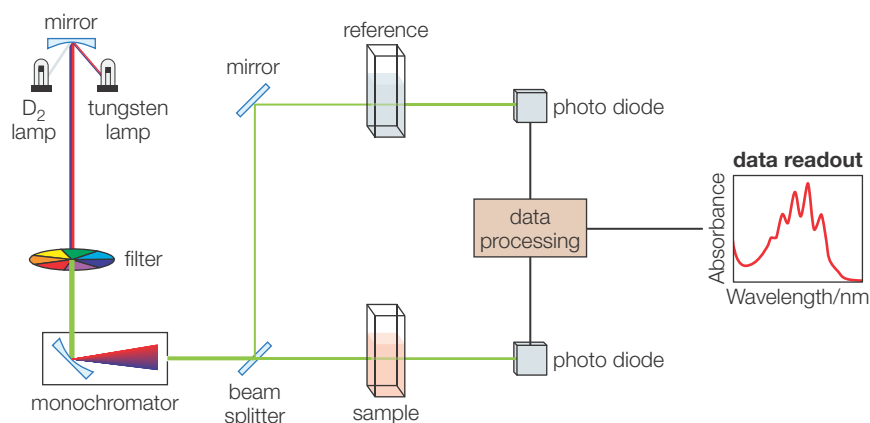 mirror
D₂
lamp
tungsten
lamp
filter
monochromator
mirror
beam
splitter
reference
sample
photo diode
data
processing
photo diode
data readout
Absorbance
Wavelength/nm